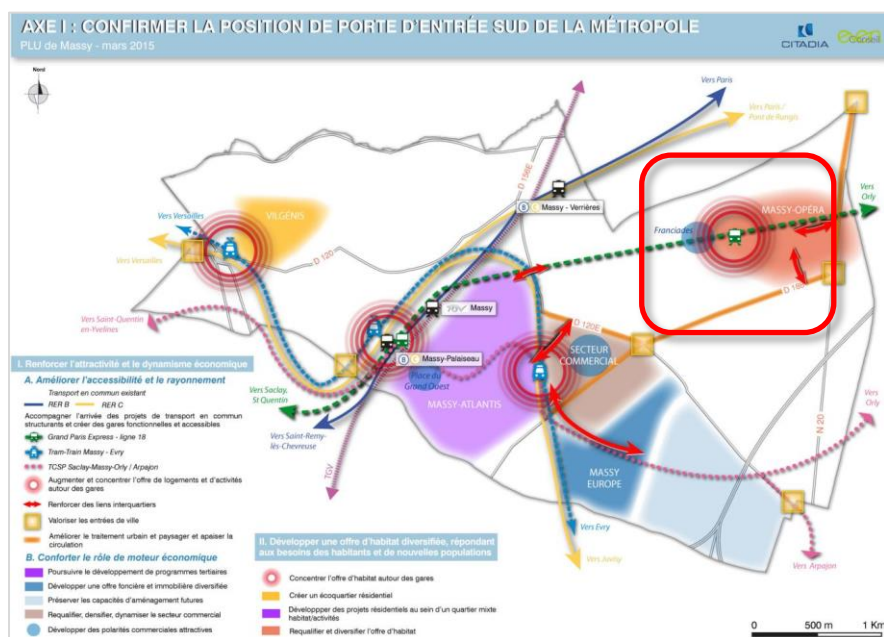 AXE I : CONFIRMER LA POSITION DE PORTE D'ENTRÉE SUD DE LA MÉTROPOLE
PLU de Massy - mars 2015
CITADIA
even
Conseil
Nord
Vers Paris
Vers Paris /
Pont de Rungis
D 156E
Vers Versailles
VILGÉNIS
B C Massy - Verrières
MASSY-OPÉRA
Vers
Orly
Franciades
Vers Versailles
D 120
D 188
Vers Saint-Quentin
en-Yvelines
TGV Massy
D 120E
SECTEUR
COMMERCIAL
B C Massy-Palaiseau
Place du
Grand Ouest
MASSY-ATLANTIS
Vers Saclay,
St Quentin
Vers Saint-Remy
-lès-Chevreuse
TGV
Vers
Orly
N 20
MASSY
EUROPE
Vers Evry
Vers Juvisy
Vers Arpajon
I. Renforcer l'attractivité et le dynamisme économique
A. Améliorer l'accessibilité et le rayonnement
Transport en commun existant
RER B
RER C
Accompagner l'arrivée des projets de transport en commun
structurants et créer des gares fonctionnelles et accessibles
Grand Paris Express - ligne 18
Tram-Train Massy - Evry
TCSP Saclay-Massy-Orly / Arpajon
Augmenter et concentrer l'offre de logements et d'activités
autour des gares
Renforcer des liens interquartiers
Valoriser les entrées de ville
Améliorer le traitement urbain et paysager et apaiser la
circulation
B. Conforter le rôle de moteur économique
Poursuivre le développement de programmes tertiaires
Développer une offre foncière et immobilière diversifiée
Préserver les capacités d'aménagement futures
Requalifier, densifier, dynamiser le secteur commercial
Développer des polarités commerciales attractives
II. Développer une offre d'habitat diversifiée, répondant
aux besoins des habitants et de nouvelles populations
Concentrer l'offre d'habitat autour des gares
Créer un écoquartier résidentiel
Développper des projets résidentiels au sein d'un quartier mixte
habitat/activités
Requalifier et diversifier l'offre d'habitat
0 500 m 1 Km